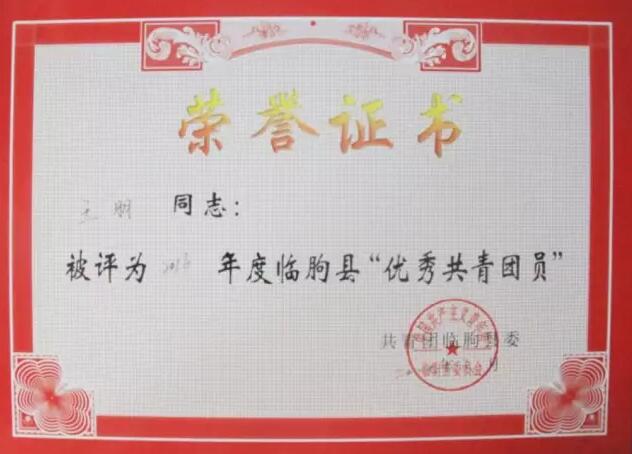 荣誉证书
同志：
被评为 年度临朐县“优秀共青团员”
共青团临朐县委